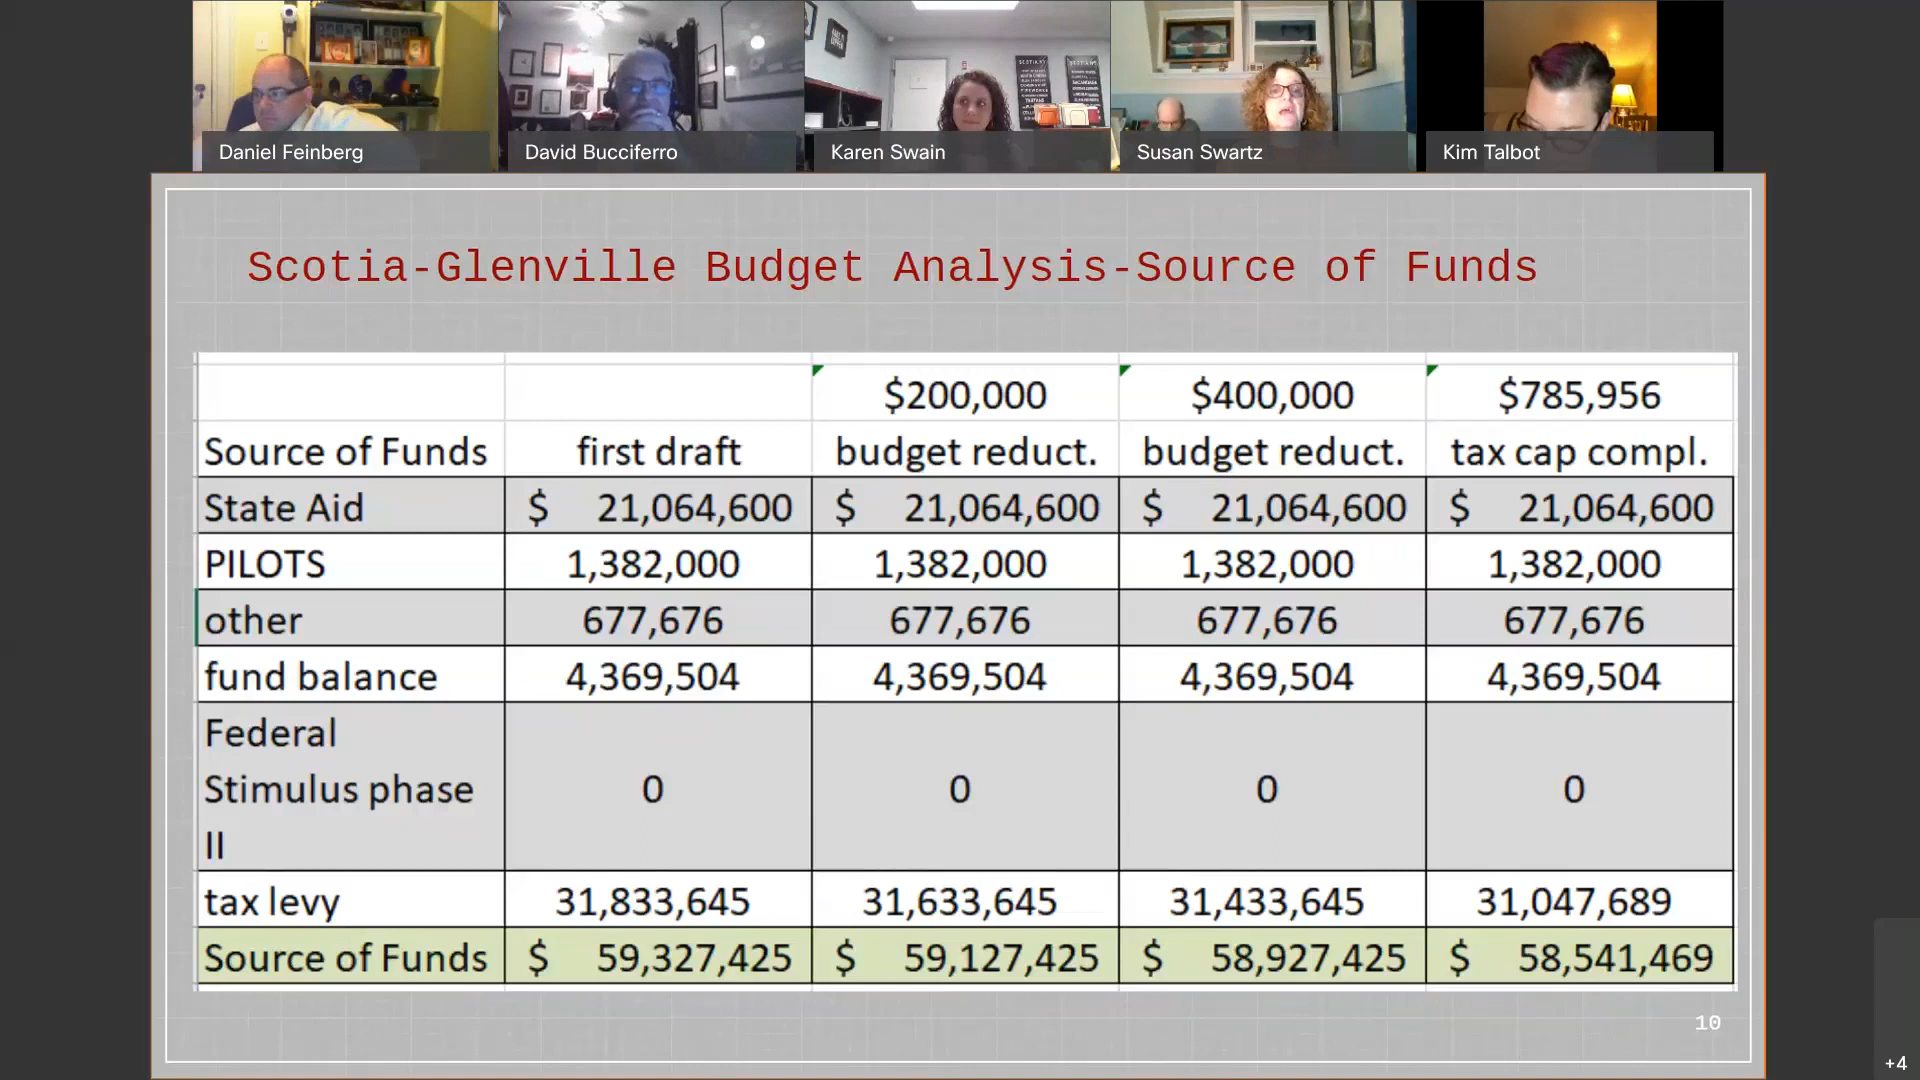 Daniel Feinberg
David Bucciferro
Karen Swain
Susan Swartz
Kim Talbot
Scotia-Glenville Budget Analysis-Source of Funds
$200,000 $400,000 $785,956
Source of Funds first draft budget reduct. budget reduct. tax cap compl.
State Aid $ 21,064,600 $ 21,064,600 $ 21,064,600 $ 21,064,600
PILOTS 1,382,000 1,382,000 1,382,000 1,382,000
other 677,676 677,676 677,676 677,676
fund balance 4,369,504 4,369,504 4,369,504 4,369,504
Federal
Stimulus phase 0 0 0 0
II
tax levy 31,833,645 31,633,645 31,433,645 31,047,689
Source of Funds $ 59,327,425 $ 59,127,425 $ 58,927,425 $ 58,541,469
10
+4